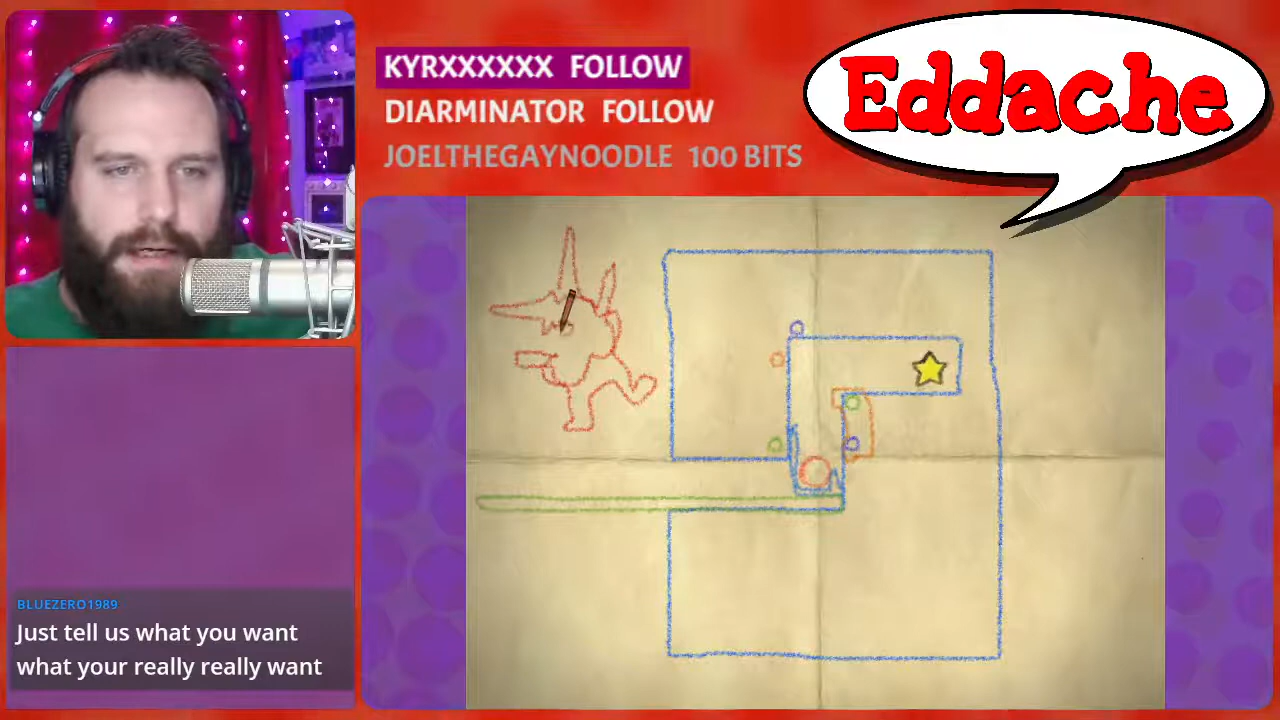 KYRXXXXXX FOLLOW
DIARMINATOR FOLLOW
JOELTHEGAYNOODLE 100 BITS
Eddache
BLUEZERO1989
Just tell us what you want
what your really really want